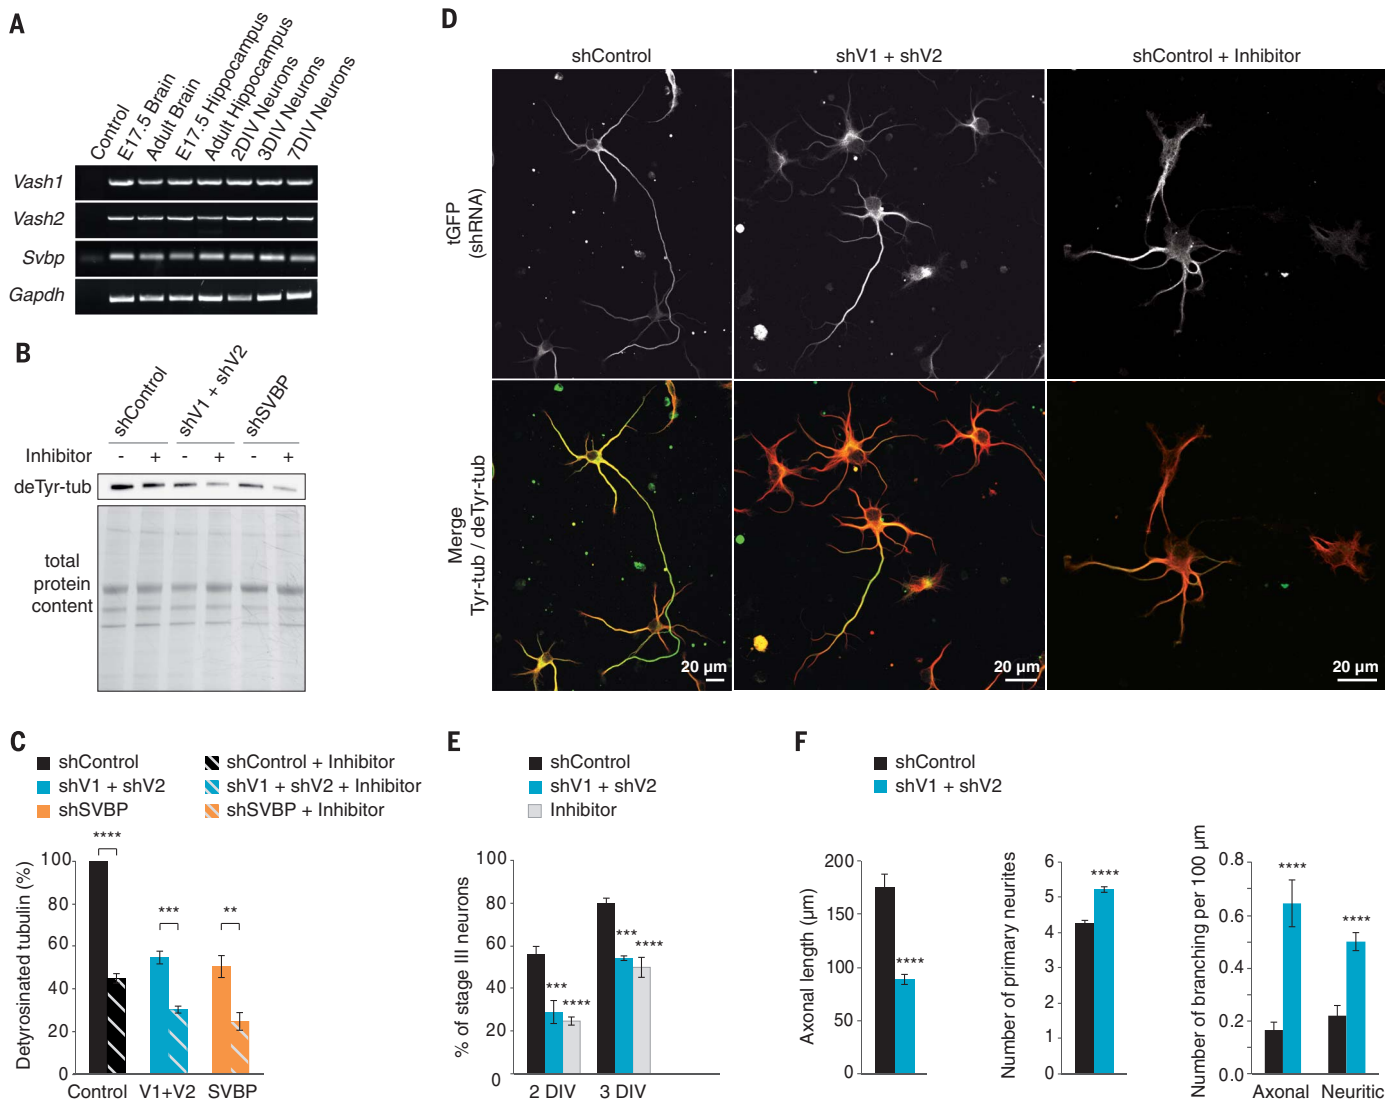 A
Control
E17.5 Brain
Adult Brain
E17.5 Hippocampus
Adult Hippocampus
2DIV Neurons
3DIV Neurons
7DIV Neurons
Vash1
Vash2
Svbp
Gapdh
B
shControl
shV1 + shV2
shSVBP
Inhibitor - + - + - +
deTyr-tub
total
protein
content
C
shControl
shV1 + shV2
shSVBP
shControl + Inhibitor
shV1 + shV2 + Inhibitor
shSVBP + Inhibitor
Detyrosinated tubulin (%)
100
80
60
40
20
0
****
***
**
Control V1+V2 SVBP
D
shControl shV1 + shV2 shControl + Inhibitor
tGFP
(shRNA)
Merge
Tyr-tub / deTyr-tub
20 µm 20 µm 20 µm
E
shControl
shV1 + shV2
Inhibitor
% of stage III neurons
100
80
60
40
20
0
*** ****
*** ****
2 DIV 3 DIV
F
shControl
shV1 + shV2
Axonal length (µm)
200
150
100
50
0
****
Number of primary neurites
6
5
4
3
2
1
0
****
Number of branching per 100 µm
0.8
0.6
0.4
0.2
0.0
****
****
Axonal Neuritic